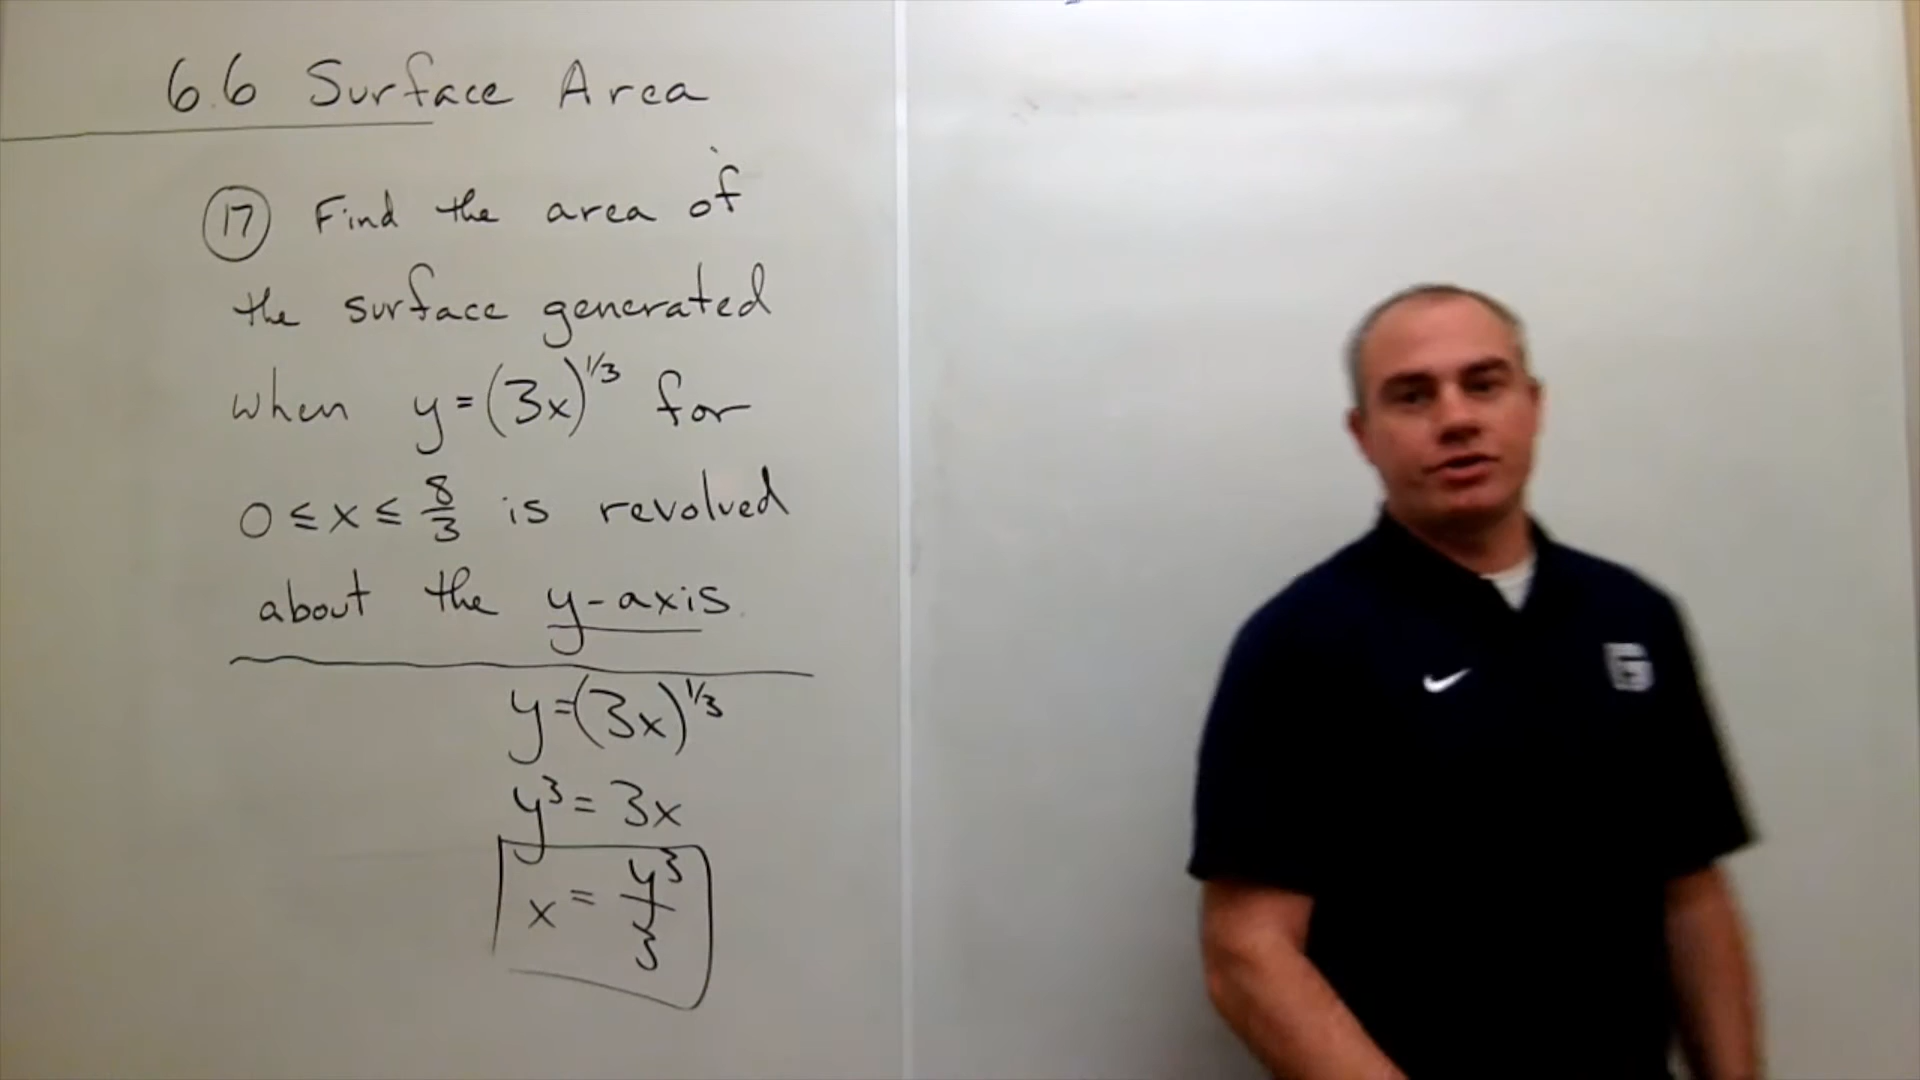 6.6 Surface Area
17 Find the area of
the surface generated
when y=(3x)^1/3 for
0 ≤ x ≤ 8/3 is revolved
about the y-axis.
y=(3x)^1/3
y^3 = 3x
x = y^3/3
G